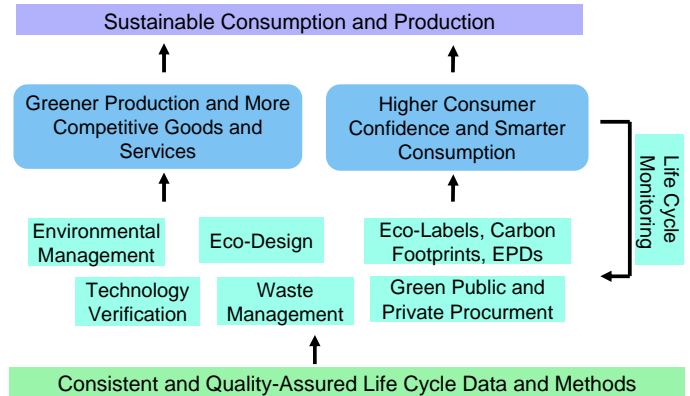 Sustainable Consumption and Production
Greener Production and More
Competitive Goods and
Services
Higher Consumer
Confidence and Smarter
Consumption
Life Cycle
Monitoring
Environmental
Management
Eco-Design
Eco-Labels, Carbon
Footprints, EPDs
Technology
Verification
Waste
Management
Green Public and
Private Procurment
Consistent and Quality-Assured Life Cycle Data and Methods